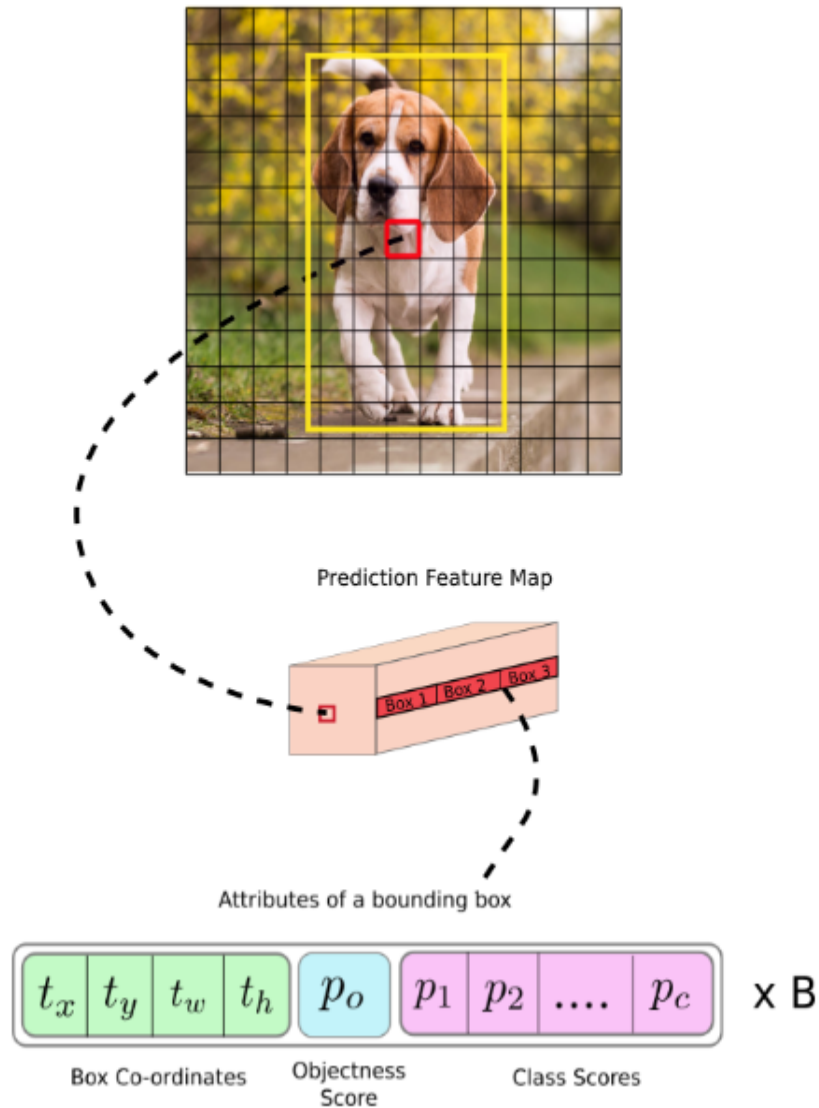 Prediction Feature Map
Box 1 Box 2 Box 3
Attributes of a bounding box
t_x t_y t_w t_h p_o p_1 p_2 .... p_c x B
Box Co-ordinates
Objectness
Score
Class Scores